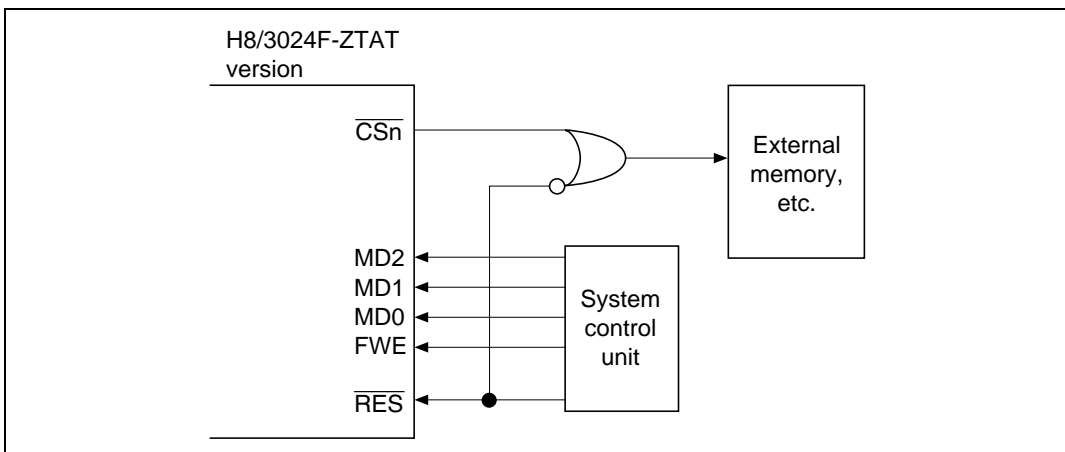 H8/3024F-ZTAT
version
CSn
External
memory,
etc.
MD2
MD1
MD0
FWE
RES
System
control
unit